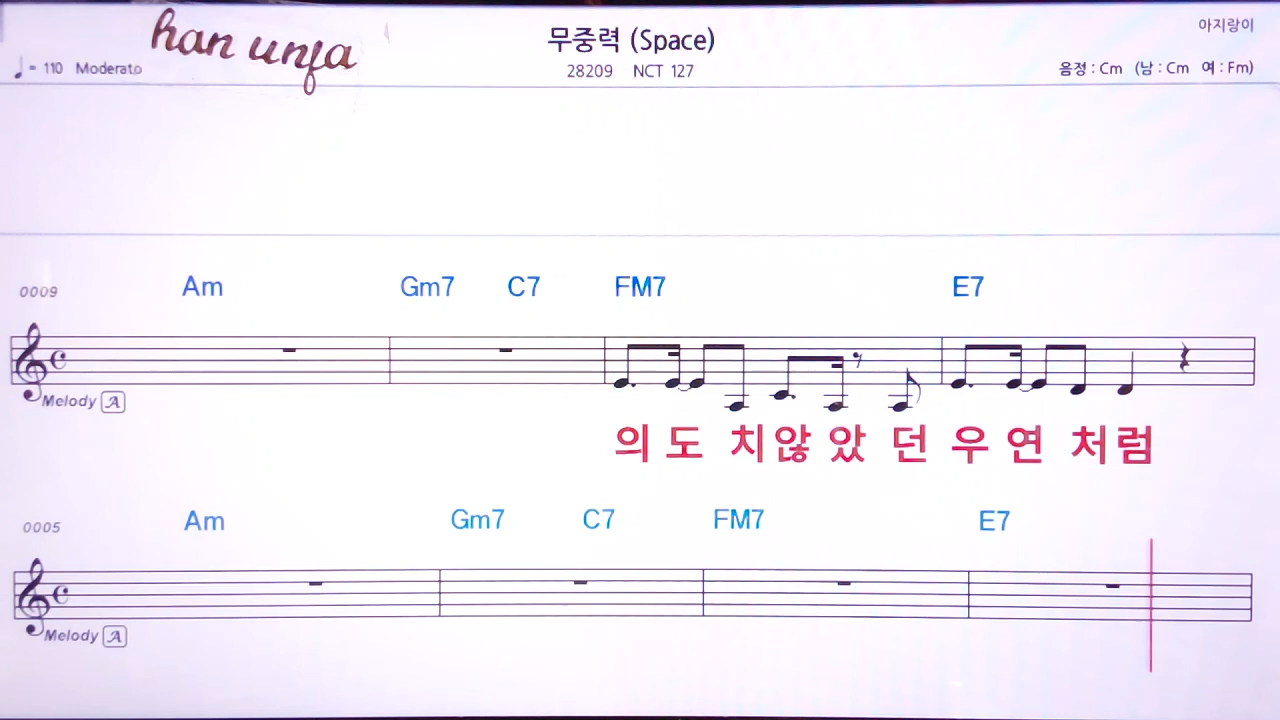 han unfa
무중력 (Space)
아지랑이
♩= 110 Moderato
28209 NCT 127
음정 : Cm (남 : Cm 여 : Fm)
0009 Am Gm7 C7 FM7 E7
Melody A
의 도 치않 았 던 우 연 처럼
0005 Am Gm7 C7 FM7 E7
Melody A